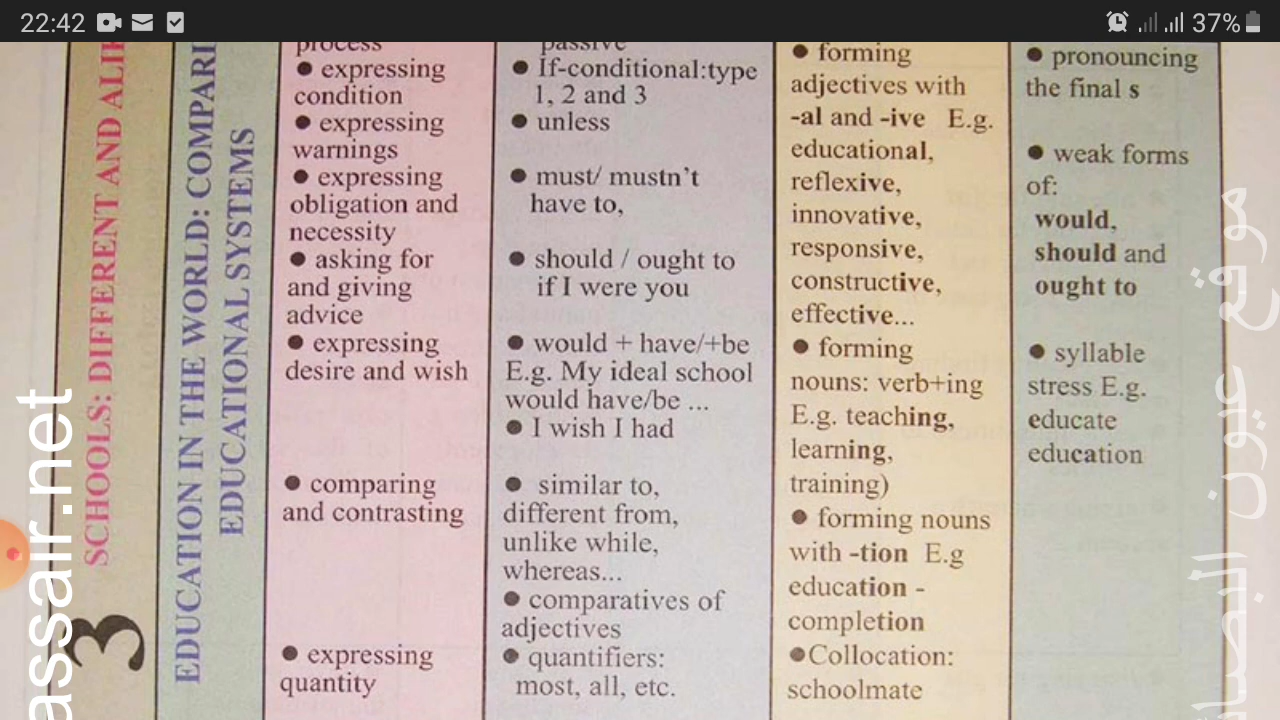 22:42
37%
SCHOOLS: DIFFERENT AND
EDUCATION IN THE WORLD:
EDUCATIONAL SYSTEMS
3
process
● expressing
condition
● expressing
warnings
● expressing
obligation and
necessity
● asking for
and giving
advice
● expressing
desire and wish
● comparing
and contrasting
● expressing
quantity
passive
● If-conditional:type
1, 2 and 3
● unless
● must/ mustn't
have to,
● should / ought to
if I were you
● would + have/+be
E.g. My ideal school
would have/be ...
● I wish I had
● similar to,
different from,
unlike while,
whereas...
● comparatives of
adjectives
● quantifiers:
most, all, etc.
● forming
adjectives with
-al and -ive E.g.
educational,
reflexive,
innovative,
responsive,
constructive,
effective...
● forming
nouns: verb+ing
E.g. teaching,
learning,
training)
● forming nouns
with -tion E.g
education -
completion
●Collocation:
schoolmate
● pronouncing
the final s
● weak forms
of:
would,
should and
ought to
● syllable
stress E.g.
educate
education
assair.net
موقع عيون البصائر